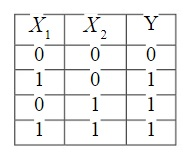 X₁ X₂ Y
0 0 0
1 0 1
0 1 1
1 1 1